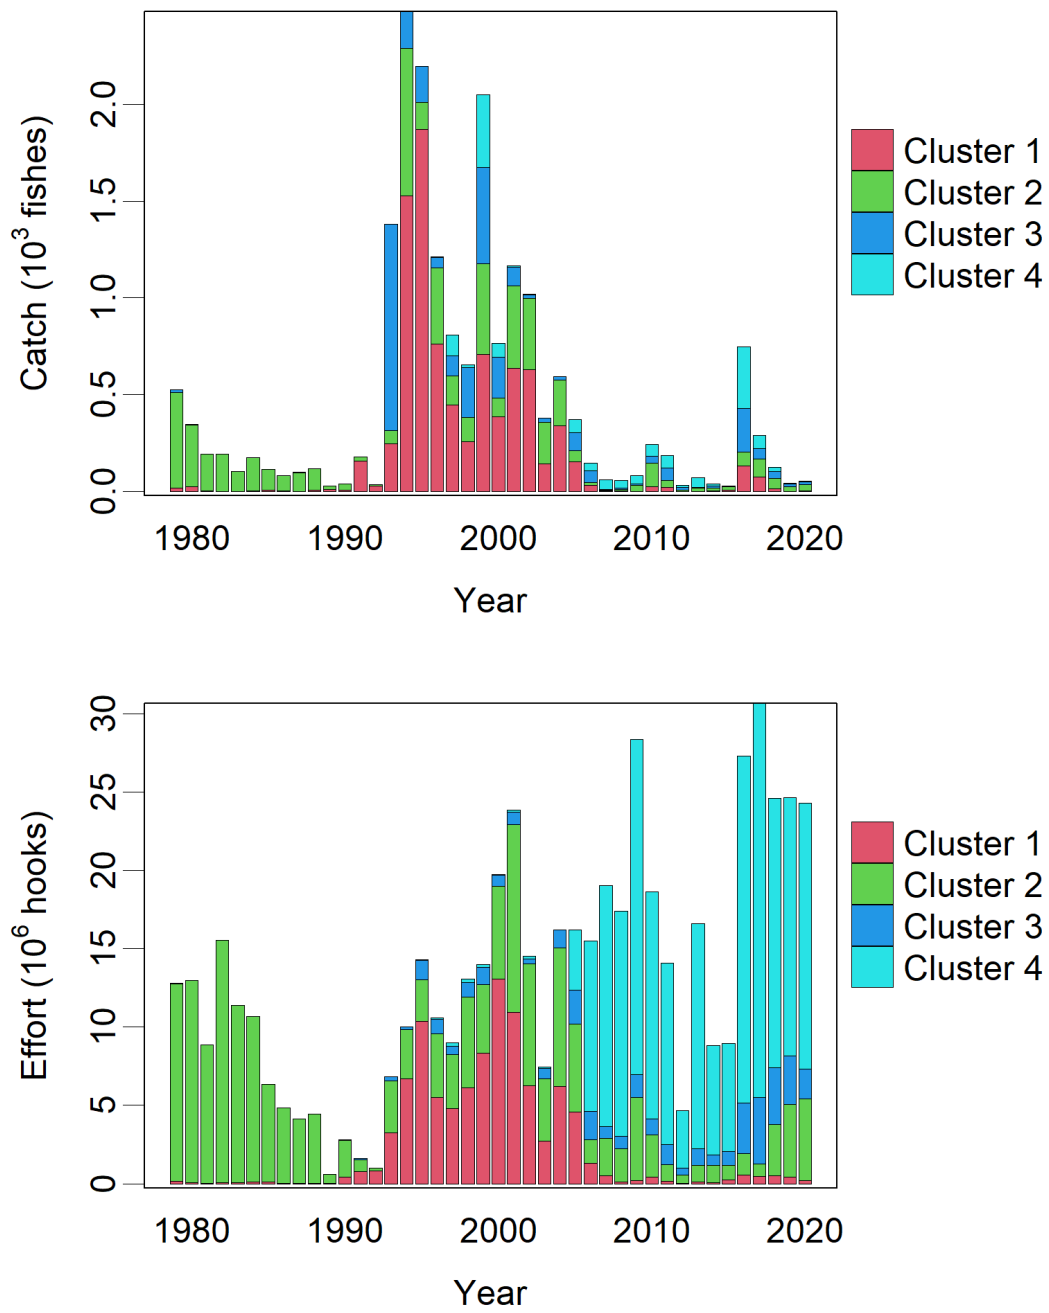 Catch (10³ fishes)
2.0
1.5
1.0
0.5
0.0
1980 1990 2000 2010 2020
Year
Cluster 1
Cluster 2
Cluster 3
Cluster 4
Effort (10⁶ hooks)
30
25
20
15
10
5
0
1980 1990 2000 2010 2020
Year
Cluster 1
Cluster 2
Cluster 3
Cluster 4